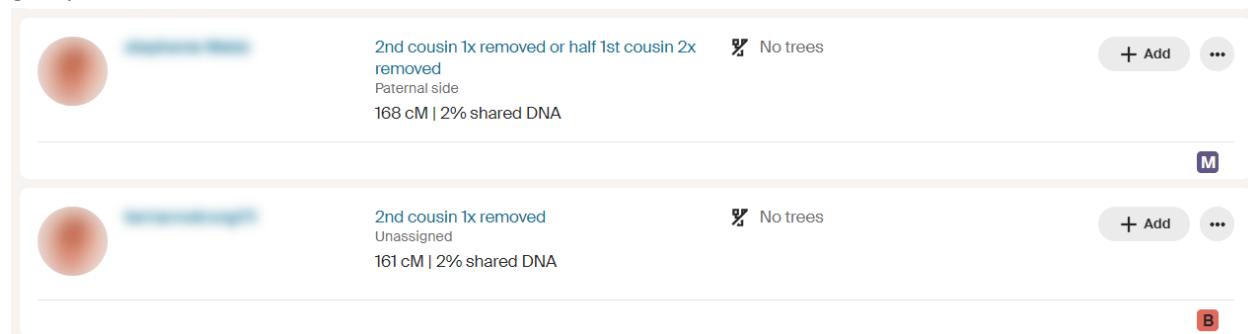 2nd cousin 1x removed or half 1st cousin 2x
removed
Paternal side
168 cM | 2% shared DNA
No trees
+ Add
M
2nd cousin 1x removed
Unassigned
161 cM | 2% shared DNA
No trees
+ Add
B